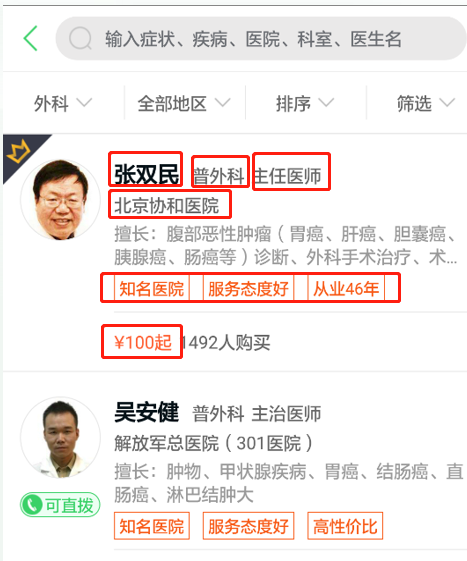 输入症状、疾病、医院、科室、医生名
外科 全部地区 排序 筛选
张双民 普外科 主任医师
北京协和医院
擅长：腹部恶性肿瘤（胃癌、肝癌、胆囊癌、
胰腺癌、肠癌等）诊断、外科手术治疗、术...
知名医院 服务态度好 从业46年
¥100起 1492人购买
吴安健 普外科 主治医师
解放军总医院（301医院）
擅长：肿物、甲状腺疾病、胃癌、结肠癌、直
肠癌、淋巴结肿大
可直拨
知名医院 服务态度好 高性价比